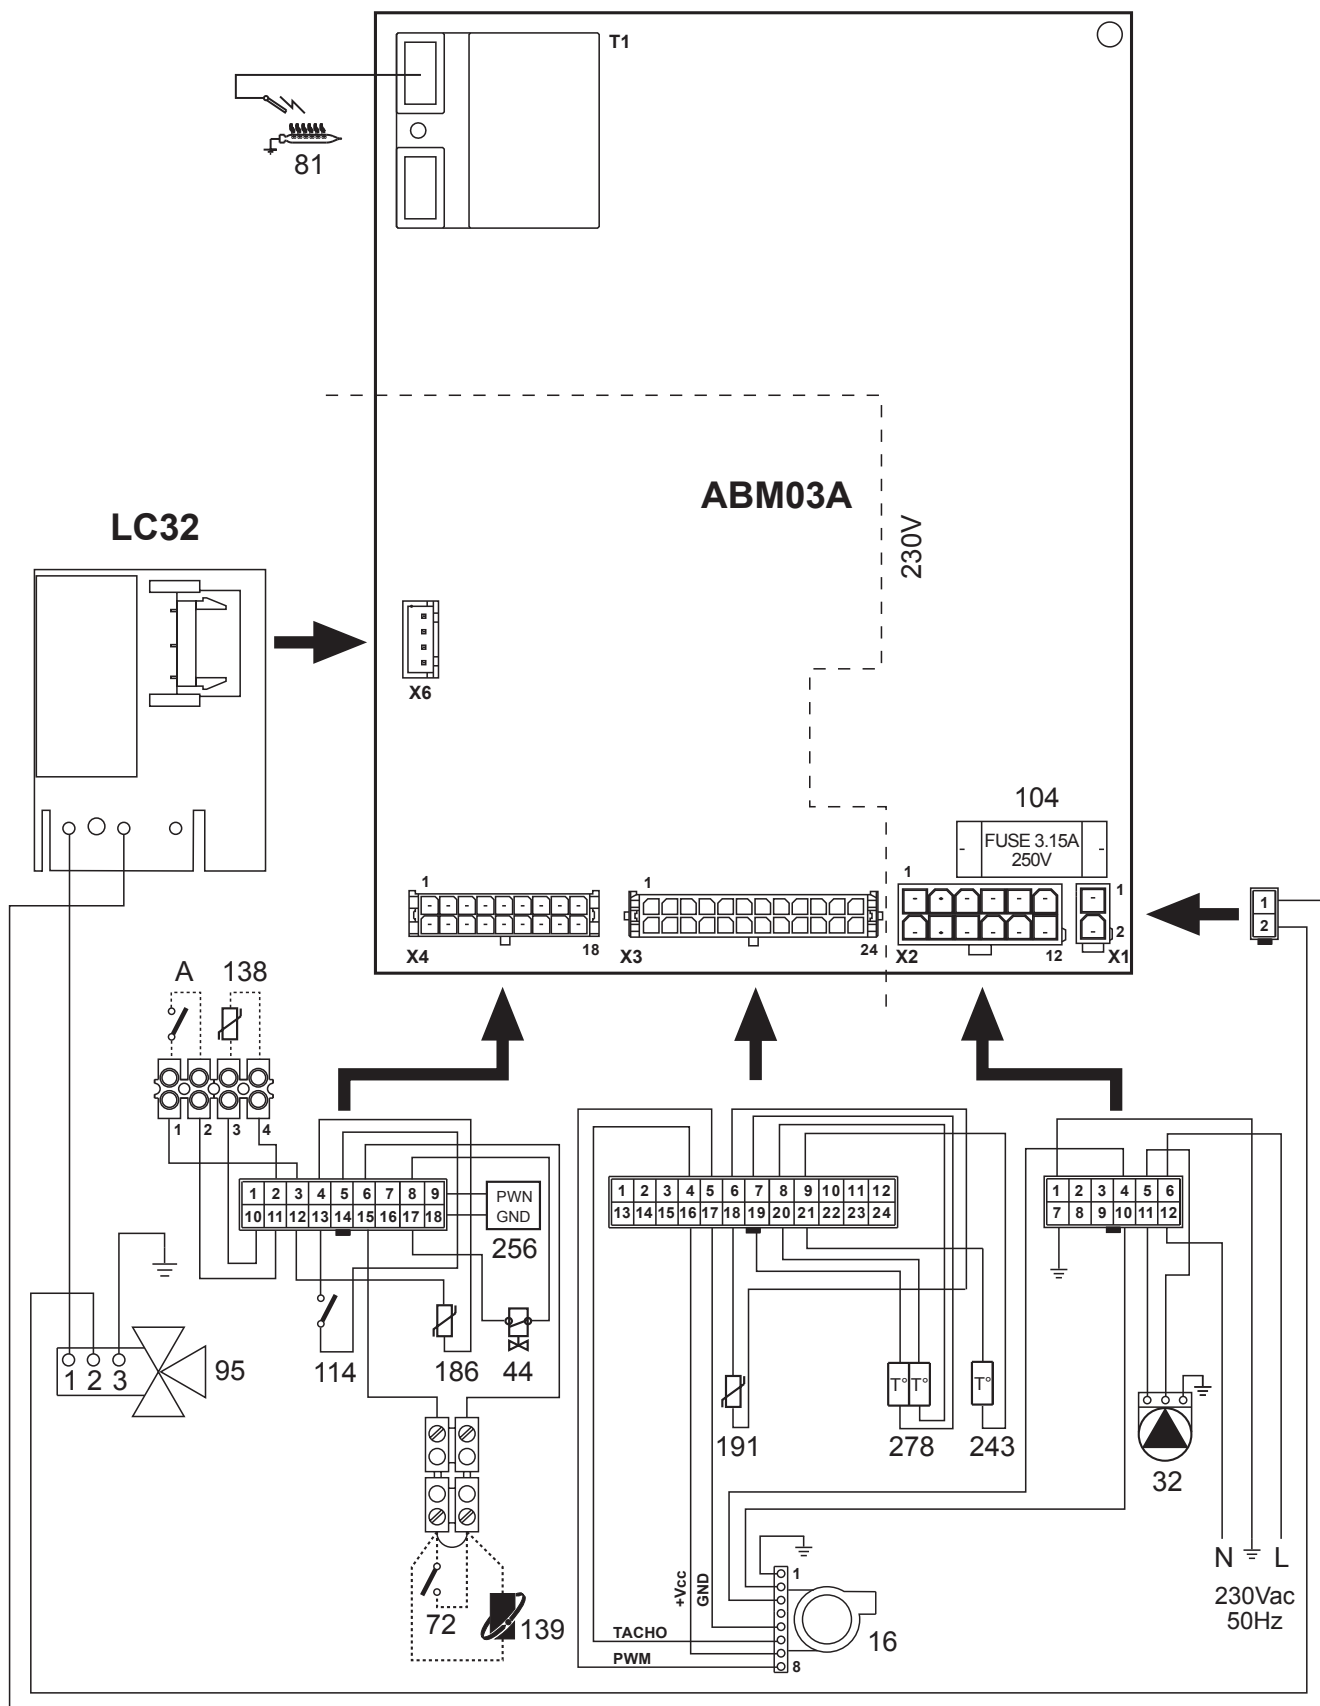 T1
81
ABM03A
LC32
230V
X6
104
FUSE 3.15A
250V
1
1
1
1
2
X4
18
X3
24
X2
12
X1
1
2
A
138
1
2
3
4
1 2 3 4 5 6 7 8 9
10 11 12 13 14 15 16 17 18
PWN
GND
256
1 2 3 4 5 6 7 8 9 10 11 12
13 14 15 16 17 18 19 20 21 22 23 24
1 2 3 4 5 6
7 8 9 10 11 12
1 2 3
95
114
186
44
191
278
T°
T°
243
T°
32
N
L
230Vac
50Hz
72
139
+Vcc
GND
TACHO
PWM
1
8
16